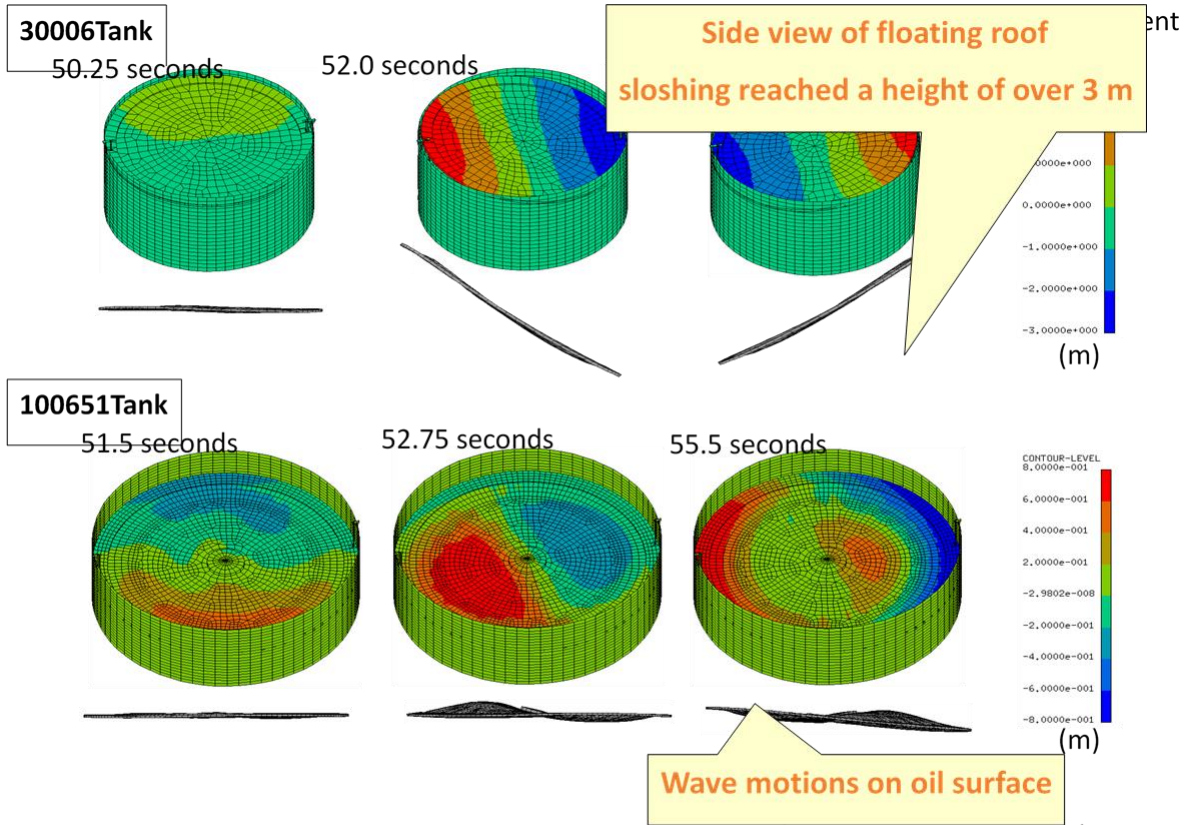 30006Tank
50.25 seconds
52.0 seconds
Side view of floating roof
sloshing reached a height of over 3 m
0.0000e+000
-1.0000e+000
-2.0000e+000
-3.0000e+000
(m)
100651Tank
51.5 seconds
52.75 seconds
55.5 seconds
CONTOUR-LEVEL
8.0000e-001
6.0000e-001
4.0000e-001
2.0000e-001
-2.9802e-008
-2.0000e-001
-4.0000e-001
-6.0000e-001
-8.0000e-001
(m)
Wave motions on oil surface